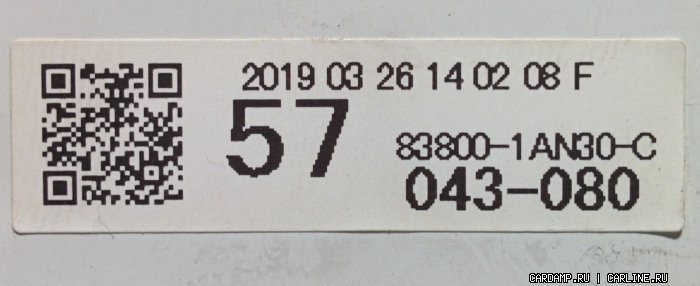 2019 03 26 14 02 08 F
57
83800-1AN30-C
043-080
CARDAMP.RU | CARLINE.RU